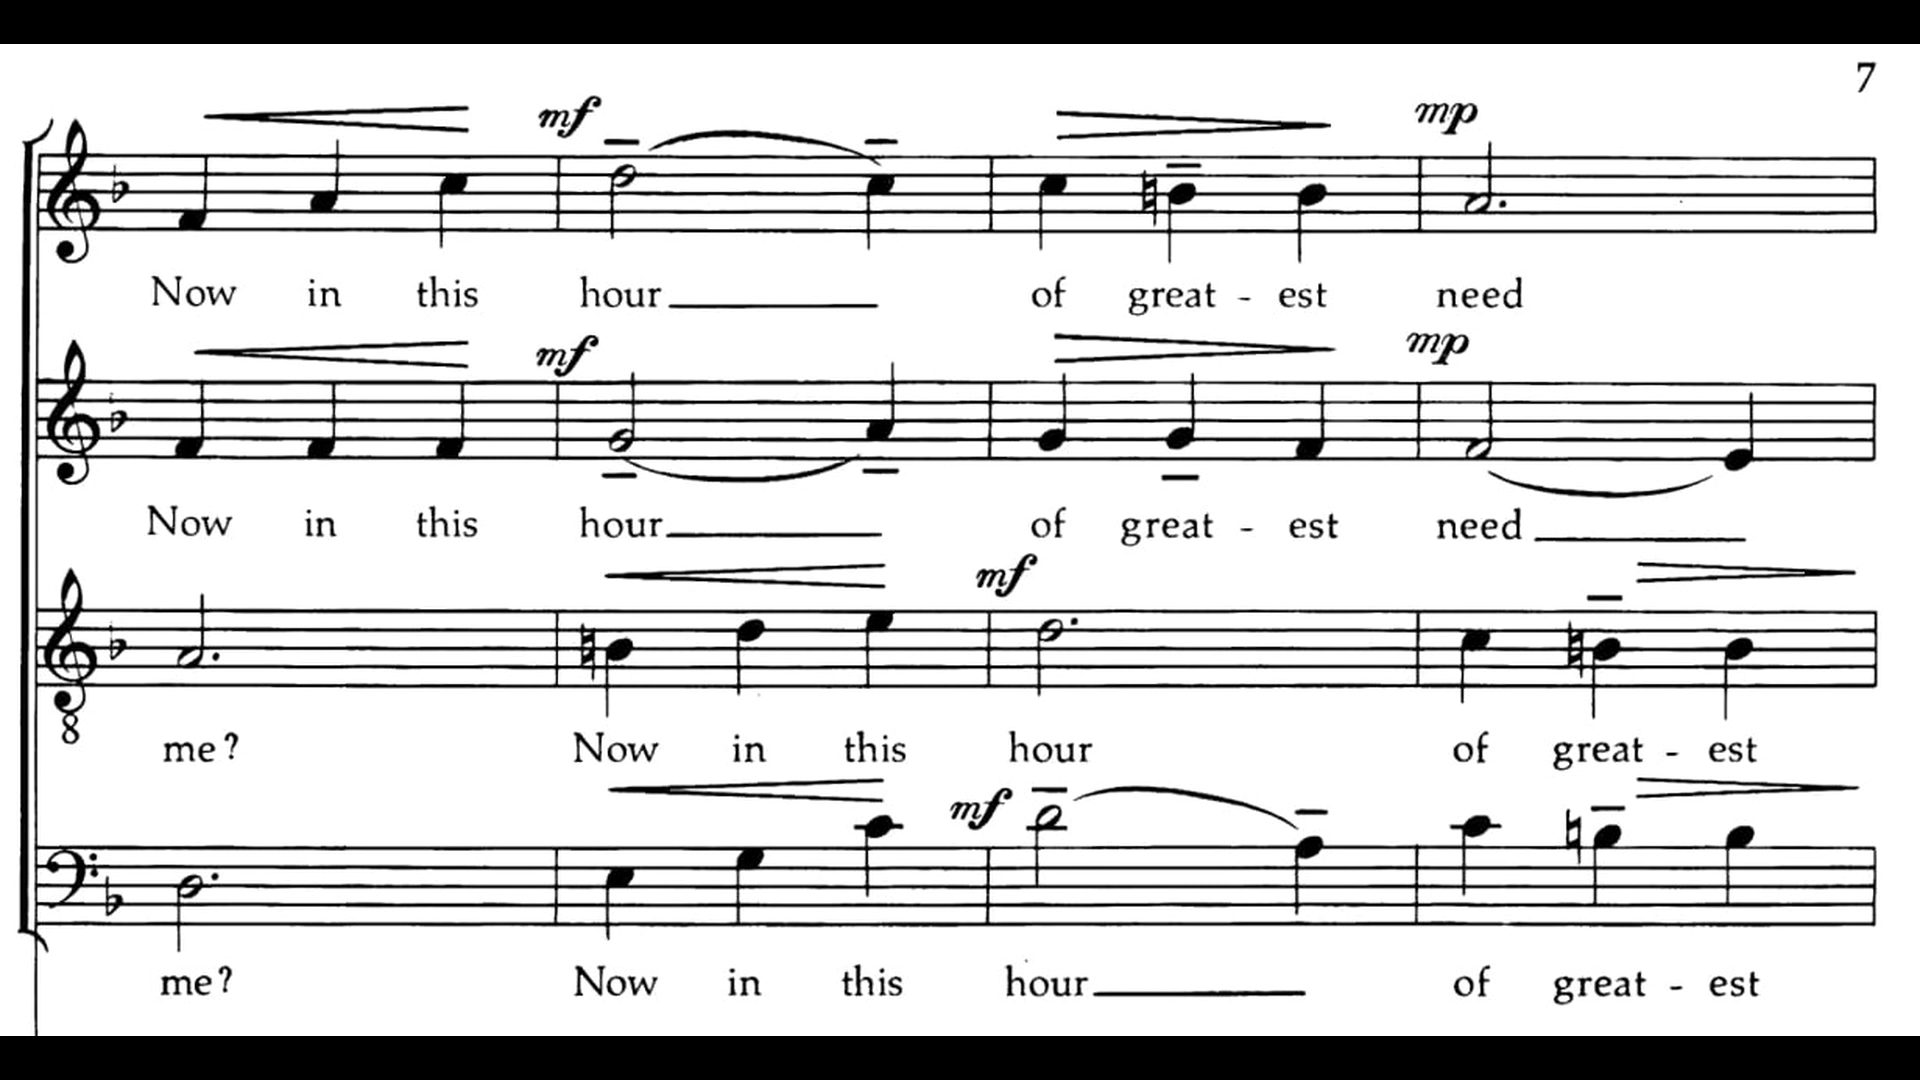 7
mf mp
Now in this hour of great - est need
mf mp
Now in this hour of great - est need
mf
8
me? Now in this hour of great - est
mf
me? Now in this hour of great - est